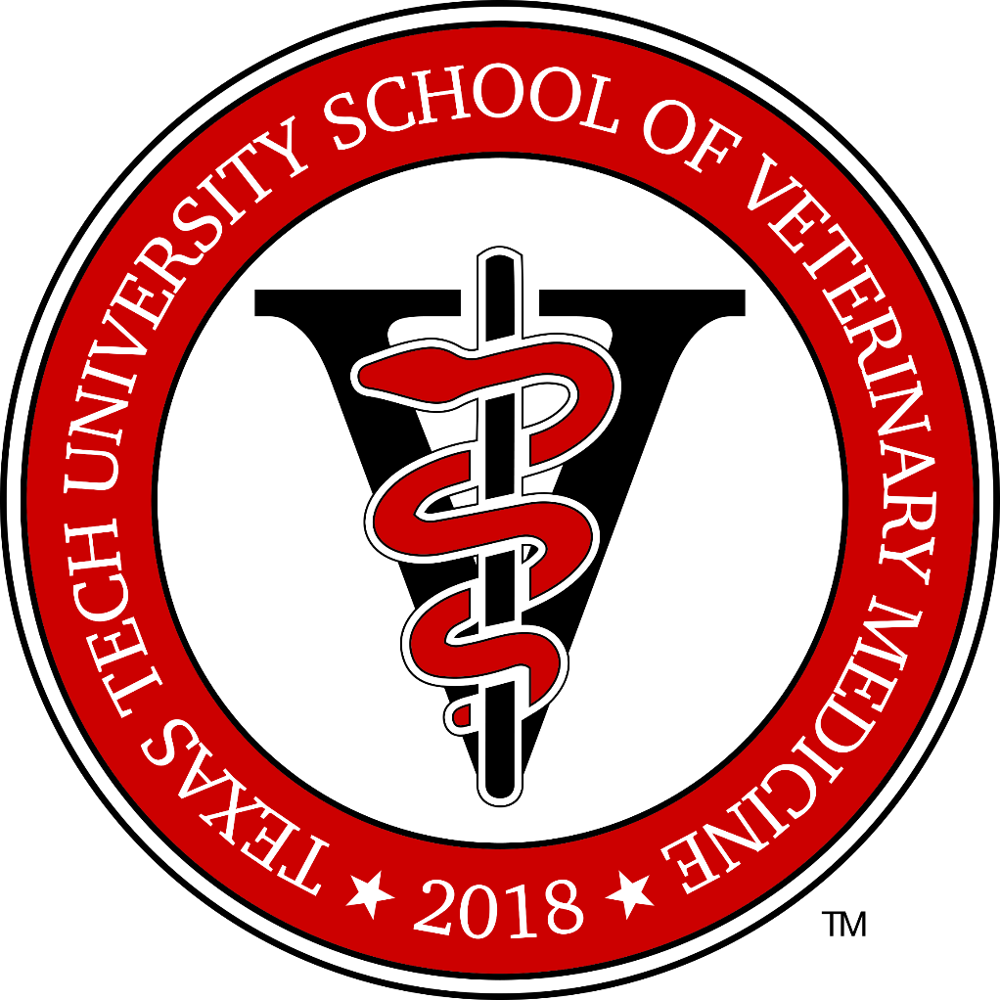 TEXAS TECH UNIVERSITY SCHOOL OF VETERINARY MEDICINE
V
★ 2018 ★
TM